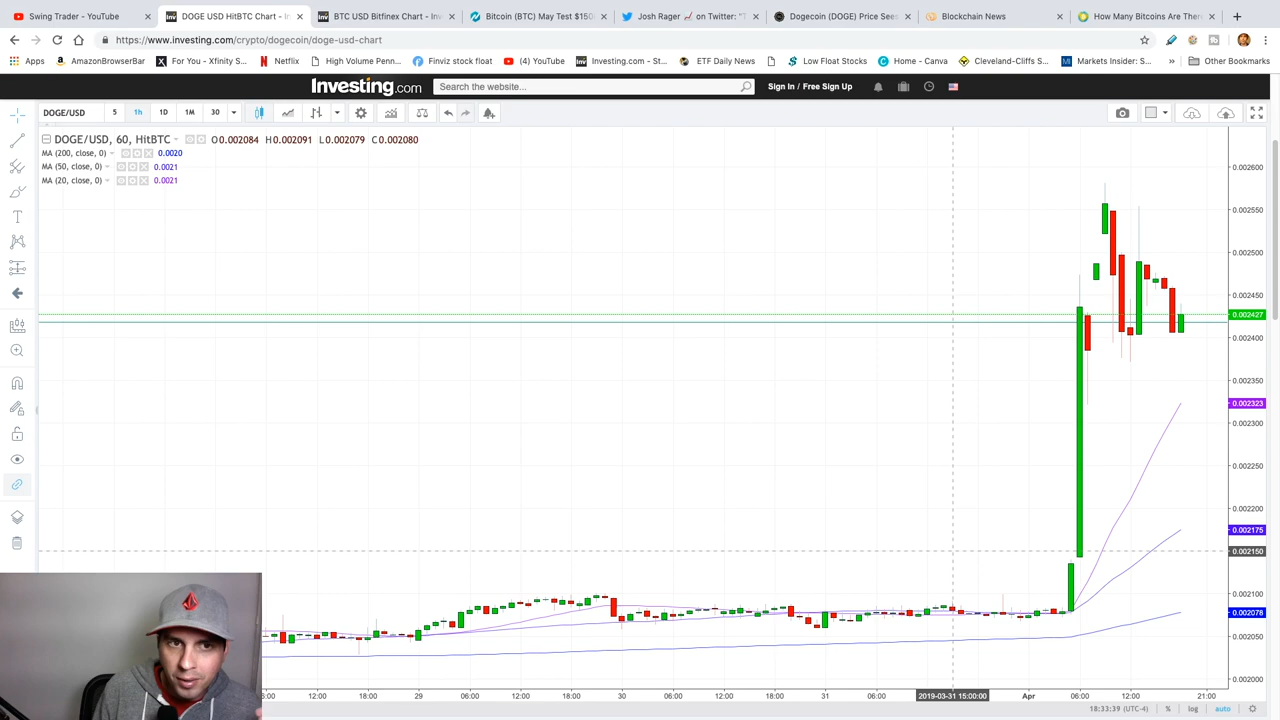 Swing Trader - YouTube
DOGE USD HitBTC Chart - In
BTC USD Bitfinex Chart - Inve
Bitcoin (BTC) May Test $150
Josh Rager 📈 on Twitter: "T
Dogecoin (DOGE) Price Sees
Blockchain News
How Many Bitcoins Are Ther
https://www.investing.com/crypto/dogecoin/doge-usd-chart
Apps
AmazonBrowserBar
For You - Xfinity S...
Netflix
High Volume Penn...
Finviz stock float
(4) YouTube
Investing.com - St...
ETF Daily News
Low Float Stocks
Home - Canva
Cleveland-Cliffs S...
Markets Insider: S...
»
Other Bookmarks
Investing.com
Search the website...
Sign In / Free Sign Up
DOGE/USD 5 1h 1D 1M 30
DOGE/USD, 60, HitBTC O0.002084 H0.002091 L0.002079 C0.002080
MA (200, close, 0) 0.0020
MA (50, close, 0) 0.0021
MA (20, close, 0) 0.0021
0.002600
0.002550
0.002500
0.002450
0.002427
0.002400
0.002350
0.002323
0.002300
0.002250
0.002200
0.002175
0.002150
0.002100
0.002078
0.002050
0.002000
12:00 18:00 29 06:00 12:00 18:00 30 06:00 12:00 18:00 31 06:00 2019-03-31 15:00:00 Apr 06:00 12:00 21:00
18:33:39 (UTC-4) % log auto